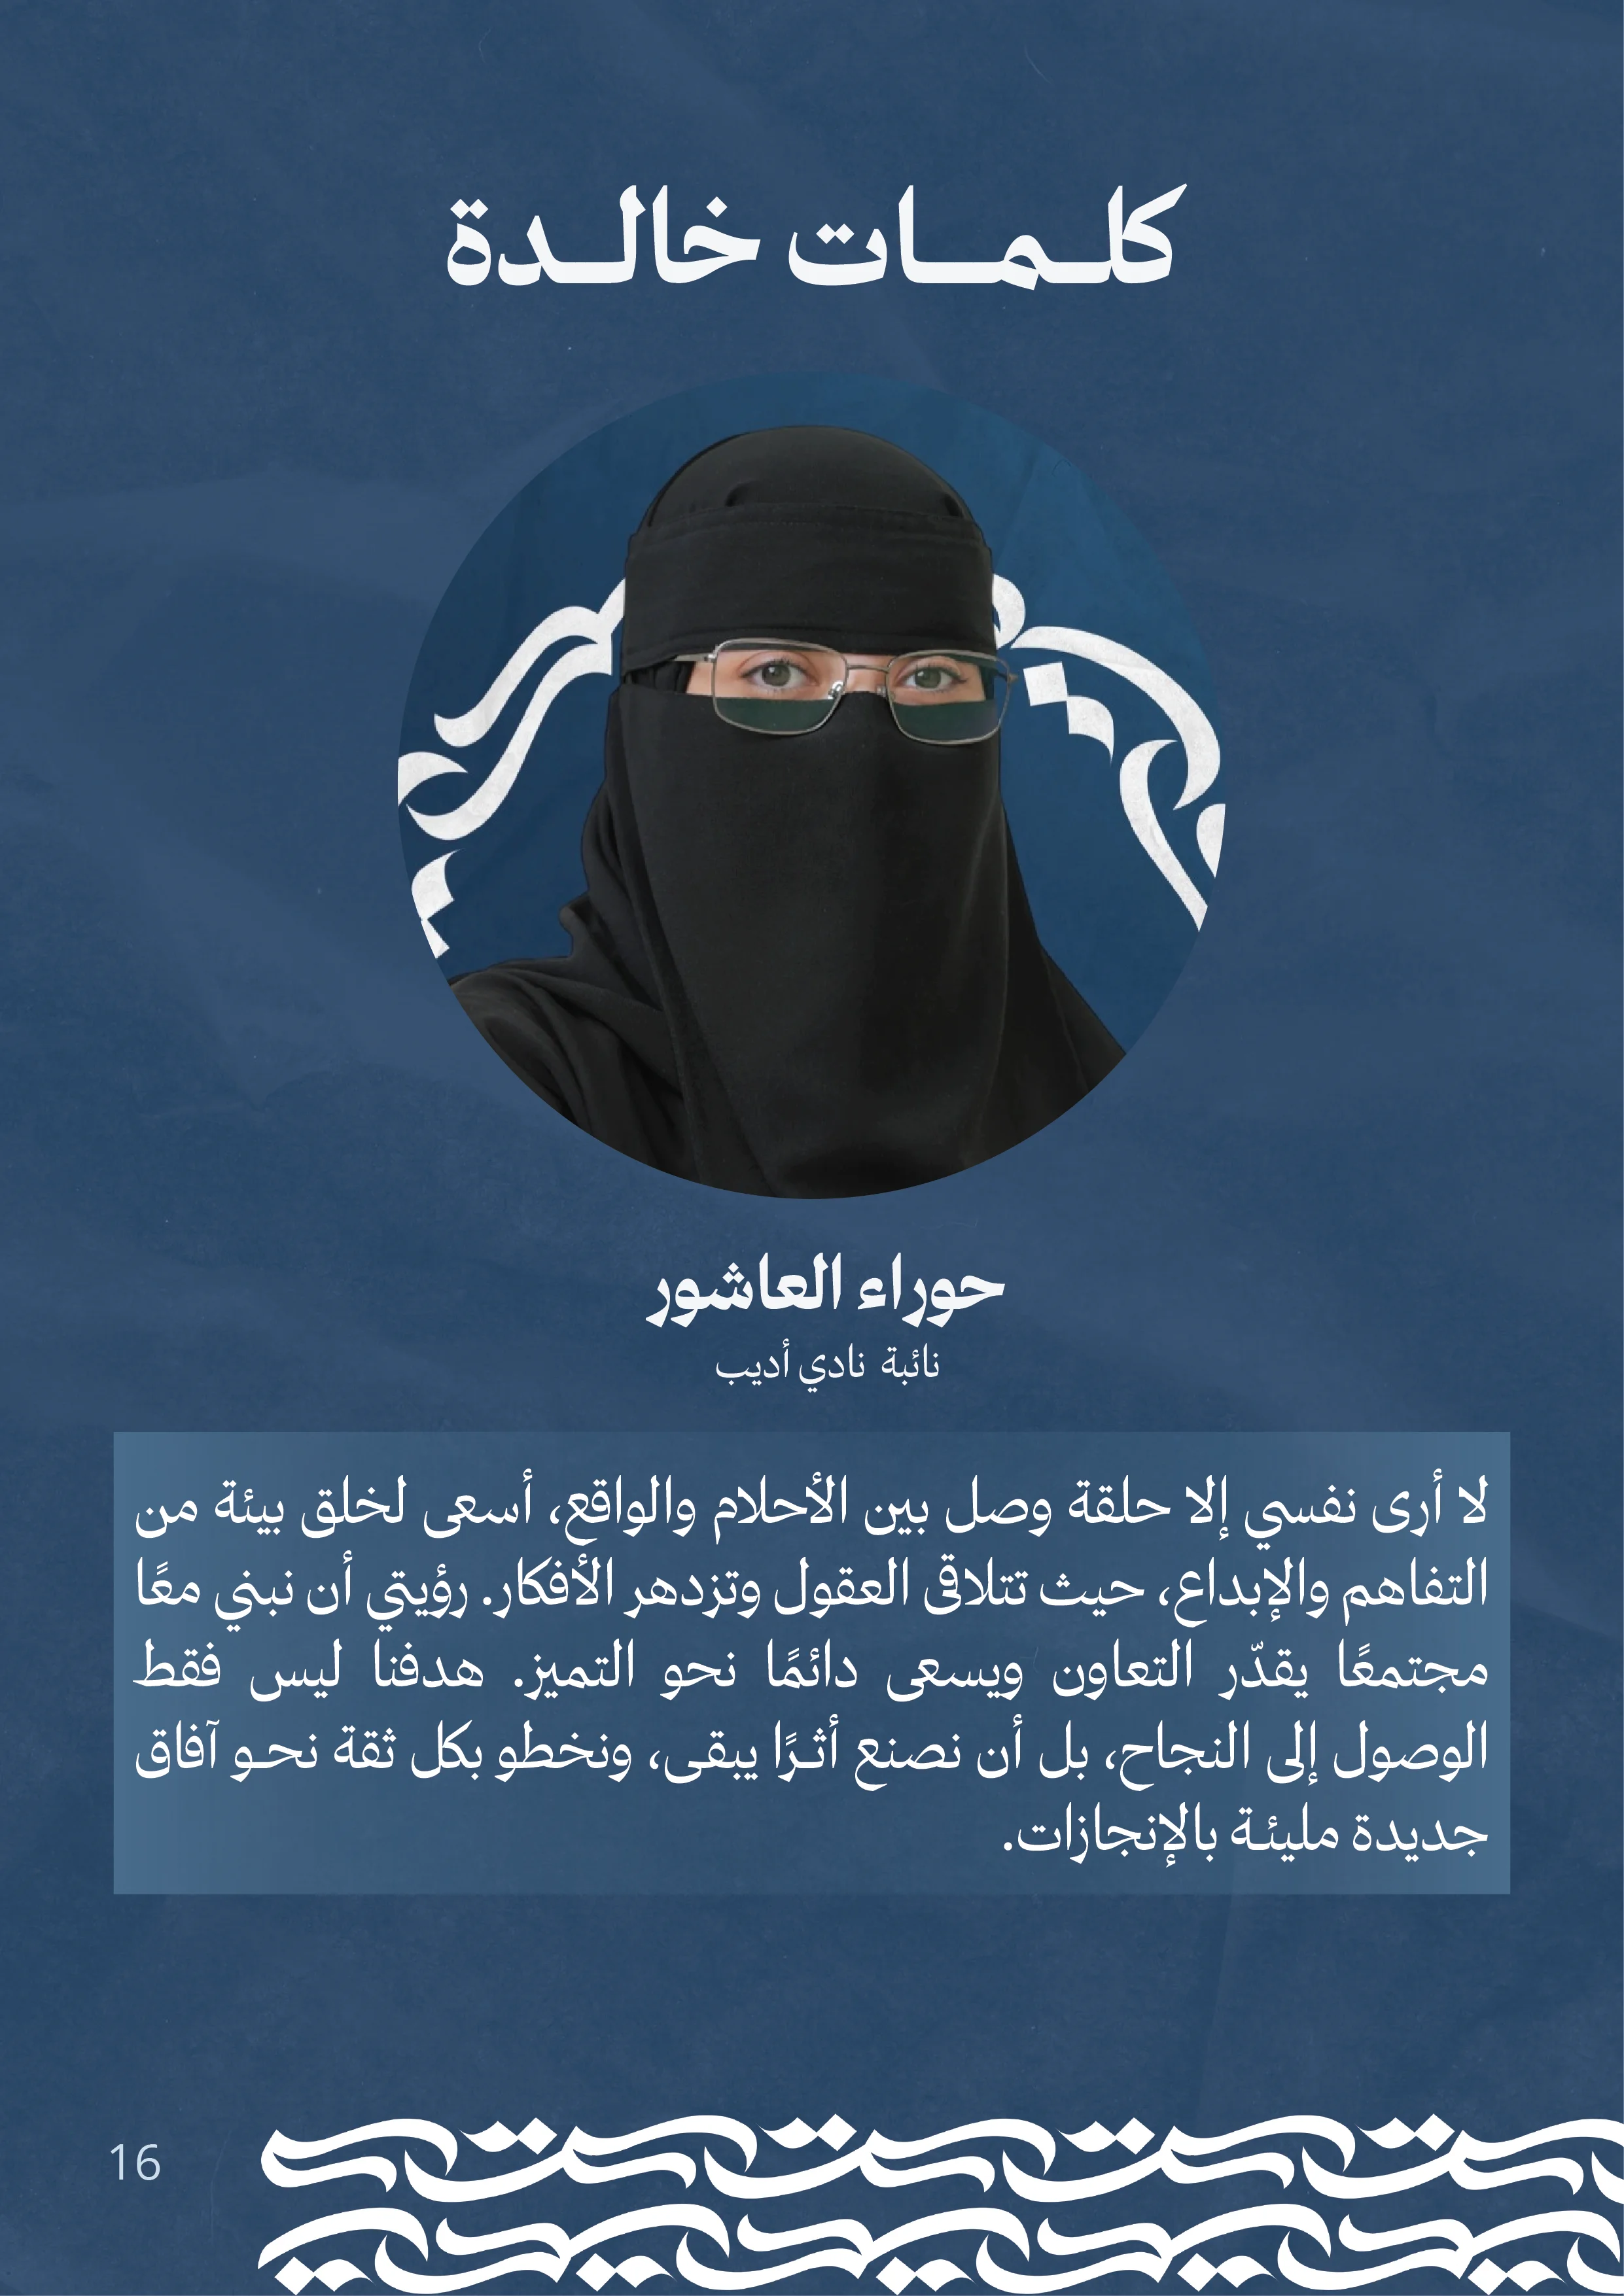 كلمات خالدة
حوراء العاشور
نائبة نادي أديب
لا أرى نفسي إلا حلقة وصل بين الأحلام والواقع، أسعى لخلق بيئة من
التفاهم والإبداع، حيث تتلاقى العقول وتزدهر الأفكار. رؤيتي أن نبني معًا
مجتمعًا يقدّر التعاون ويسعى دائمًا نحو التميز. هدفنا ليس فقط
الوصول إلى النجاح، بل أن نصنع أثرًا يبقى، ونخطو بكل ثقة نحو آفاق
جديدة مليئة بالإنجازات.
16